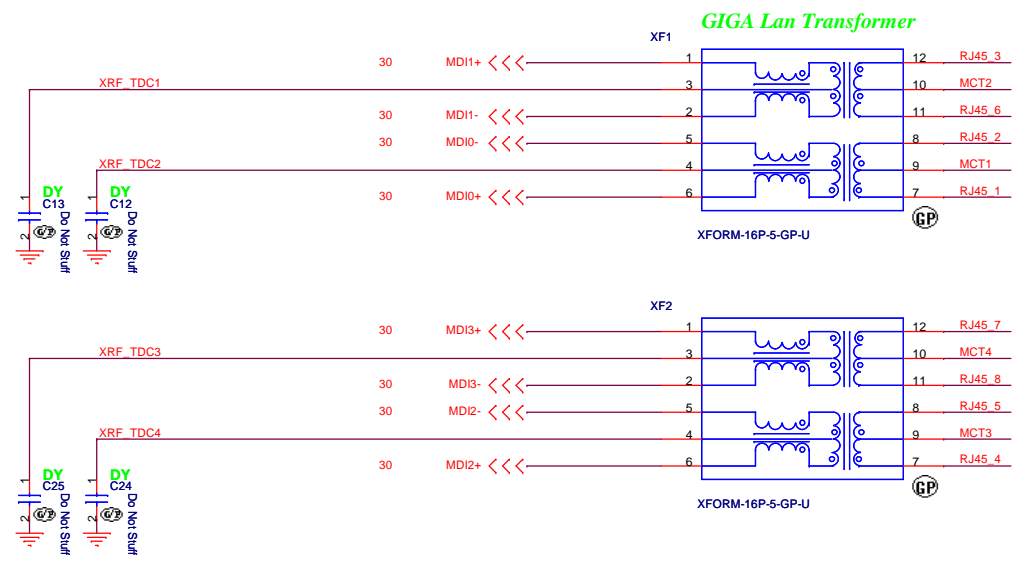 GIGA Lan Transformer
XF1
30 MDI1+ 1 12 RJ45_3
XRF_TDC1 3 10 MCT2
30 MDI1- 2 11 RJ45_6
30 MDI0- 5 8 RJ45_2
XRF_TDC2 4 9 MCT1
30 MDI0+ 6 7 RJ45_1
1 DY 1 DY
C13 C12
2 G/P 2 G/P
Do Not Stuff Do Not Stuff
GP
XFORM-16P-5-GP-U
XF2
30 MDI3+ 1 12 RJ45_7
XRF_TDC3 3 10 MCT4
30 MDI3- 2 11 RJ45_8
30 MDI2- 5 8 RJ45_5
XRF_TDC4 4 9 MCT3
30 MDI2+ 6 7 RJ45_4
1 DY 1 DY
C25 C24
2 G/P 2 G/P
Do Not Stuff Do Not Stuff
GP
XFORM-16P-5-GP-U